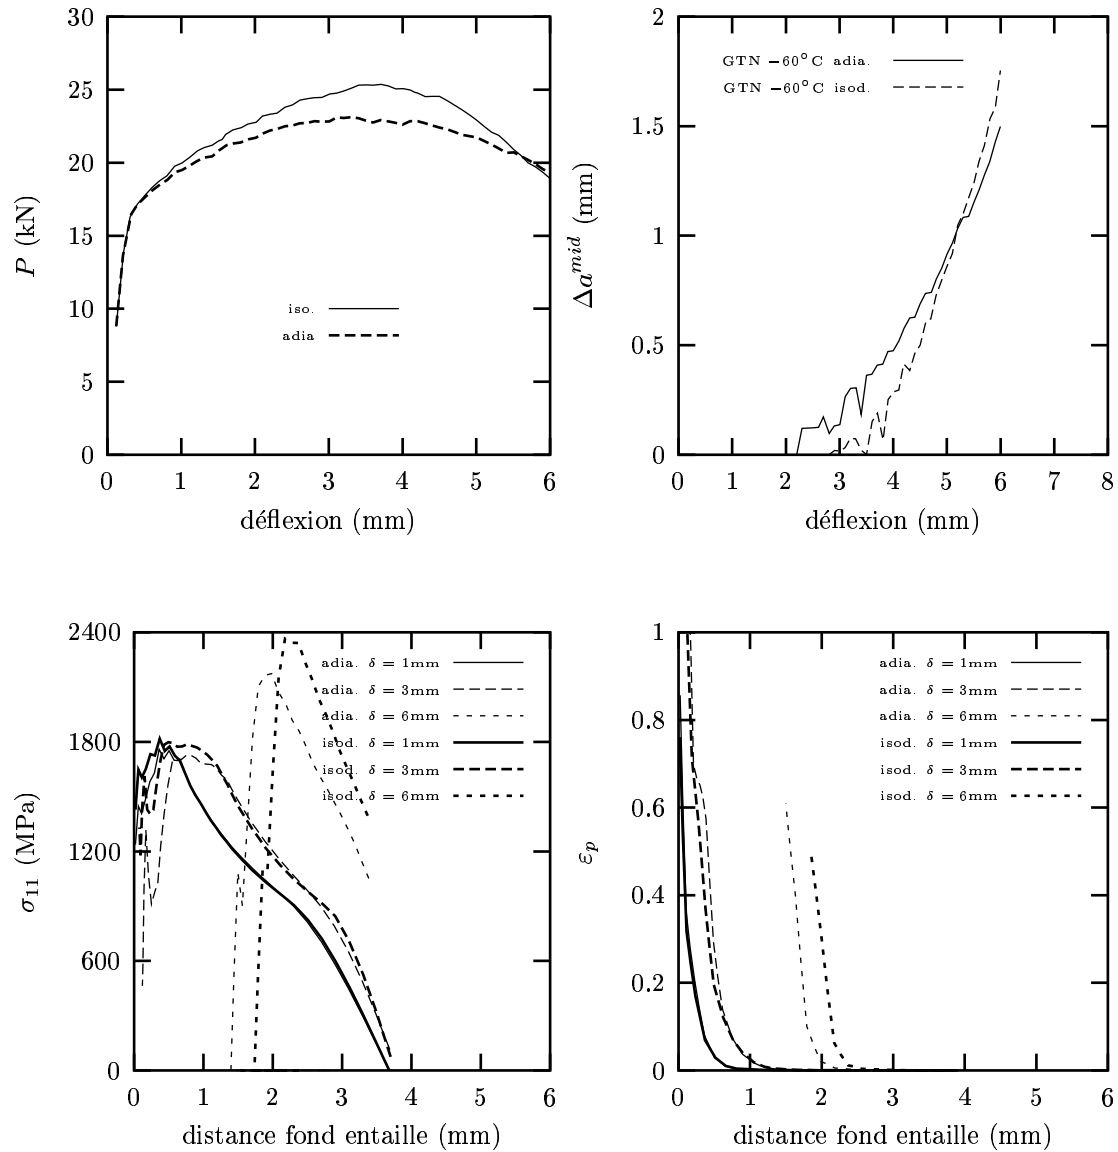 30
25
20
15
10
5
0
0 1 2 3 4 5 6
P (kN)
déflexion (mm)
iso.
adia
2
1.5
1
0.5
0
0 1 2 3 4 5 6 7 8
Δa^{mid} (mm)
déflexion (mm)
GTN −60°C adia.
GTN −60°C isod.
2400
1800
1200
600
0
0 1 2 3 4 5 6
σ₁₁ (MPa)
distance fond entaille (mm)
adia. δ = 1mm
adia. δ = 3mm
adia. δ = 6mm
isod. δ = 1mm
isod. δ = 3mm
isod. δ = 6mm
1
0.8
0.6
0.4
0.2
0
0 1 2 3 4 5 6
εₚ
distance fond entaille (mm)
adia. δ = 1mm
adia. δ = 3mm
adia. δ = 6mm
isod. δ = 1mm
isod. δ = 3mm
isod. δ = 6mm